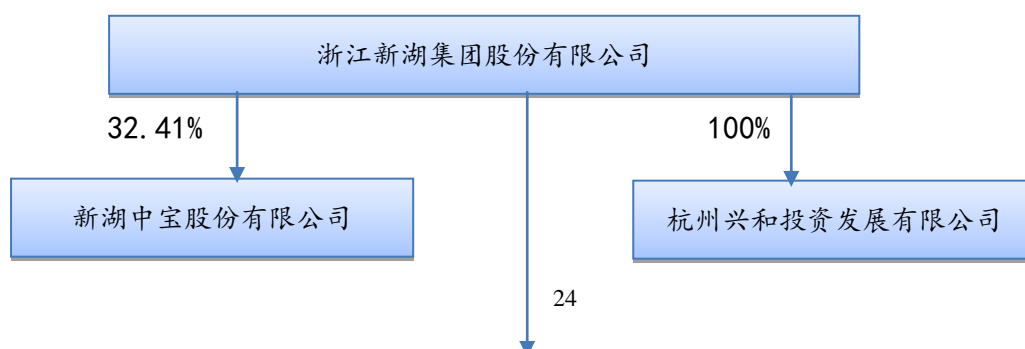 浙江新湖集团股份有限公司
32.41%
100%
新湖中宝股份有限公司
杭州兴和投资发展有限公司
24